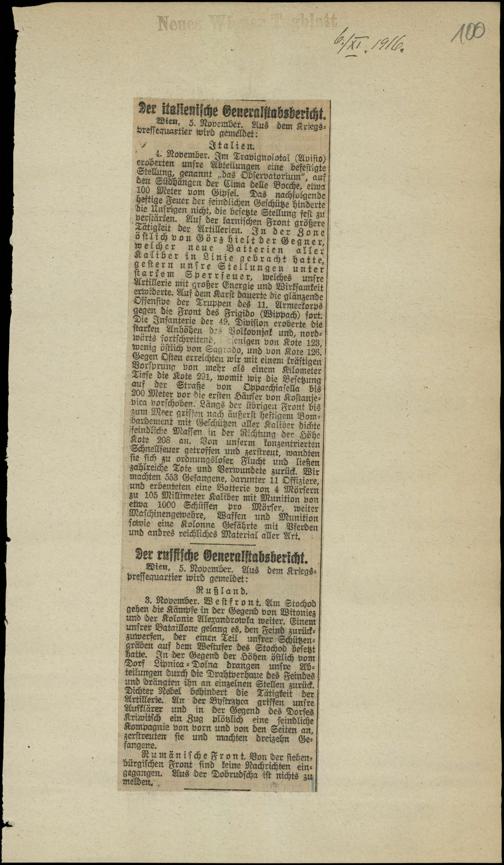 Neues Wiener Tagblatt
6/XI. 1916.
100
Der italienische Generalstabsbericht.
Wien, 5. November. Aus dem Kriegs-
pressequartier wird gemeldet:
Italien.
4. November. Im Travignolotal (Avisio)
eroberten unsre Abteilungen eine befestigte
Stellung, genannt „das Observatorium“, auf
den Südhängen der Cima delle Bocche, etwa
100 Meter vom Gipfel. Das nachfolgende
heftige Feuer der feindlichen Geschütze hinderte
die Unsrigen nicht, die besetzte Stellung fest zu
verstärken. Auf der karnischen Front größere
Tätigkeit der Artillerien. In der Zone
östlich von Görz hielt der Gegner,
welcher neue Batterien aller
Kaliber in Linie gebracht hatte,
gestern unsre Stellungen unter
starkem Sperrfeuer, welches unsre
Artillerie mit großer Energie und Wirksamkeit
erwiderte. Auf dem Karst dauerte die glänzende
Offensive der Truppen des 11. Armeekorps
gegen die Front des Frigido (Wippach) fort.
Die Infanterie der 49. Division eroberte die
starken Anhöhen des Volkovnjak und, nord-
wärts fortschreitend, jenigen von Kote 123,
wenig östlich von Sagrado, und von Kote 126.
Gegen Osten erreichten wir mit einem kräftigen
Vorsprung von mehr als einem Kilometer
Tiefe die Kote 291, womit wir die Besetzung
auf der Straße von Oppacchiasella bis
200 Meter vor die ersten Häuser von Kostanje-
vica vorschoben. Längs der übrigen Front bis
zum Meer griffen nach äußerst heftigem Bom-
bardement mit Geschützen aller Kaliber dichte
feindliche Massen in der Richtung der Höhe
Kote 208 an. Von unserm konzentrierten
Schnellfeuer getroffen und zerstreut, wandten
sie sich zu ordnungsloser Flucht und ließen
zahlreiche Tote und Verwundete zurück. Wir
machten 553 Gefangene, darunter 11 Offiziere,
und erbeuteten eine Batterie von 4 Mörsern
zu 105 Millimeter Kaliber mit Munition von
etwa 1000 Schüssen pro Mörser, weiter
Maschinengewehre, Waffen und Munition
sowie eine Kolonne Gefährte mit Pferden
und andres reichliches Material aller Art.
Der russische Generalstabsbericht.
Wien, 5. November. Aus dem Kriegs-
pressequartier wird gemeldet:
Rußland.
3. November. Westfront. Am Stochod
gehen die Kämpfe in der Gegend von Witoniez
und der Kolonie Alexandrowka weiter. Einem
unsrer Bataillone gelang es, den Feind zurück-
zuwerfen, der einen Teil unsrer Schützen-
gräben auf dem Westufer des Stochod besetzt
hatte. In der Gegend der Höhen östlich vom
Dorf Lipnica-Dolna drangen unsre Ab-
teilungen durch die Drahtverhaue des Feindes
und drängten ihn an einzelnen Stellen zurück.
Dichter Nebel behindert die Tätigkeit der
Artillerie. An der Bystrzyca griffen unsre
Aufklärer und in der Gegend des Dorfes
Kriwitsch ein Zug plötzlich eine feindliche
Kompagnie von vorn und von den Seiten an,
zerstreuten sie und machten dreizehn Ge-
fangene.
Rumänische Front. Von der sieben-
bürgischen Front sind keine Nachrichten ein-
gegangen. Aus der Dobrudscha ist nichts zu
melden.